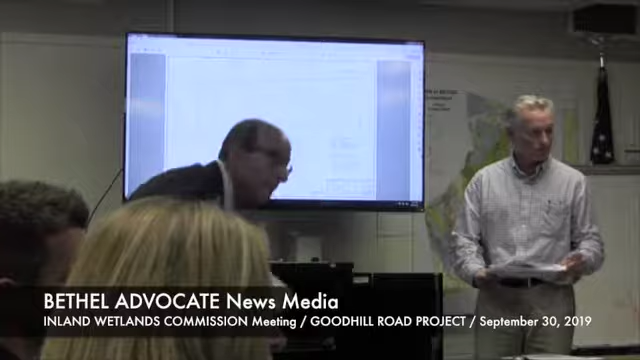 BETHEL ADVOCATE News Media
INLAND WETLANDS COMMISSION Meeting / GOODHILL ROAD PROJECT / September 30, 2019